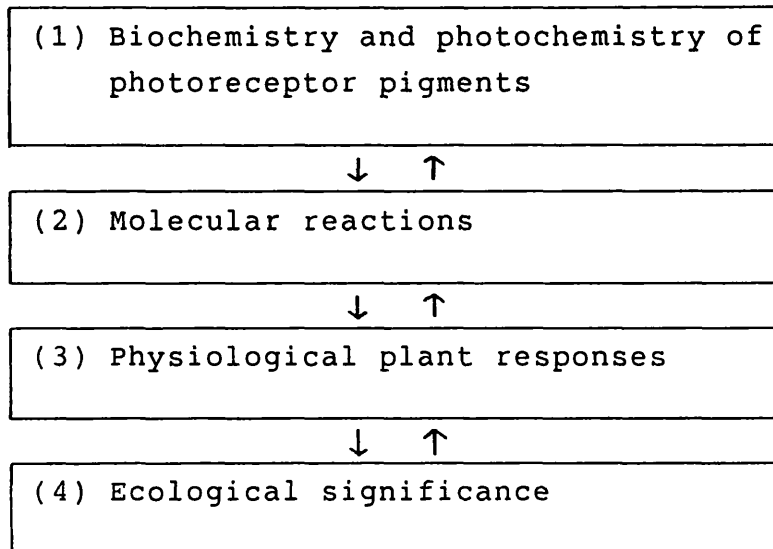 (1) Biochemistry and photochemistry of
photoreceptor pigments
↓ ↑
(2) Molecular reactions
↓ ↑
(3) Physiological plant responses
↓ ↑
(4) Ecological significance